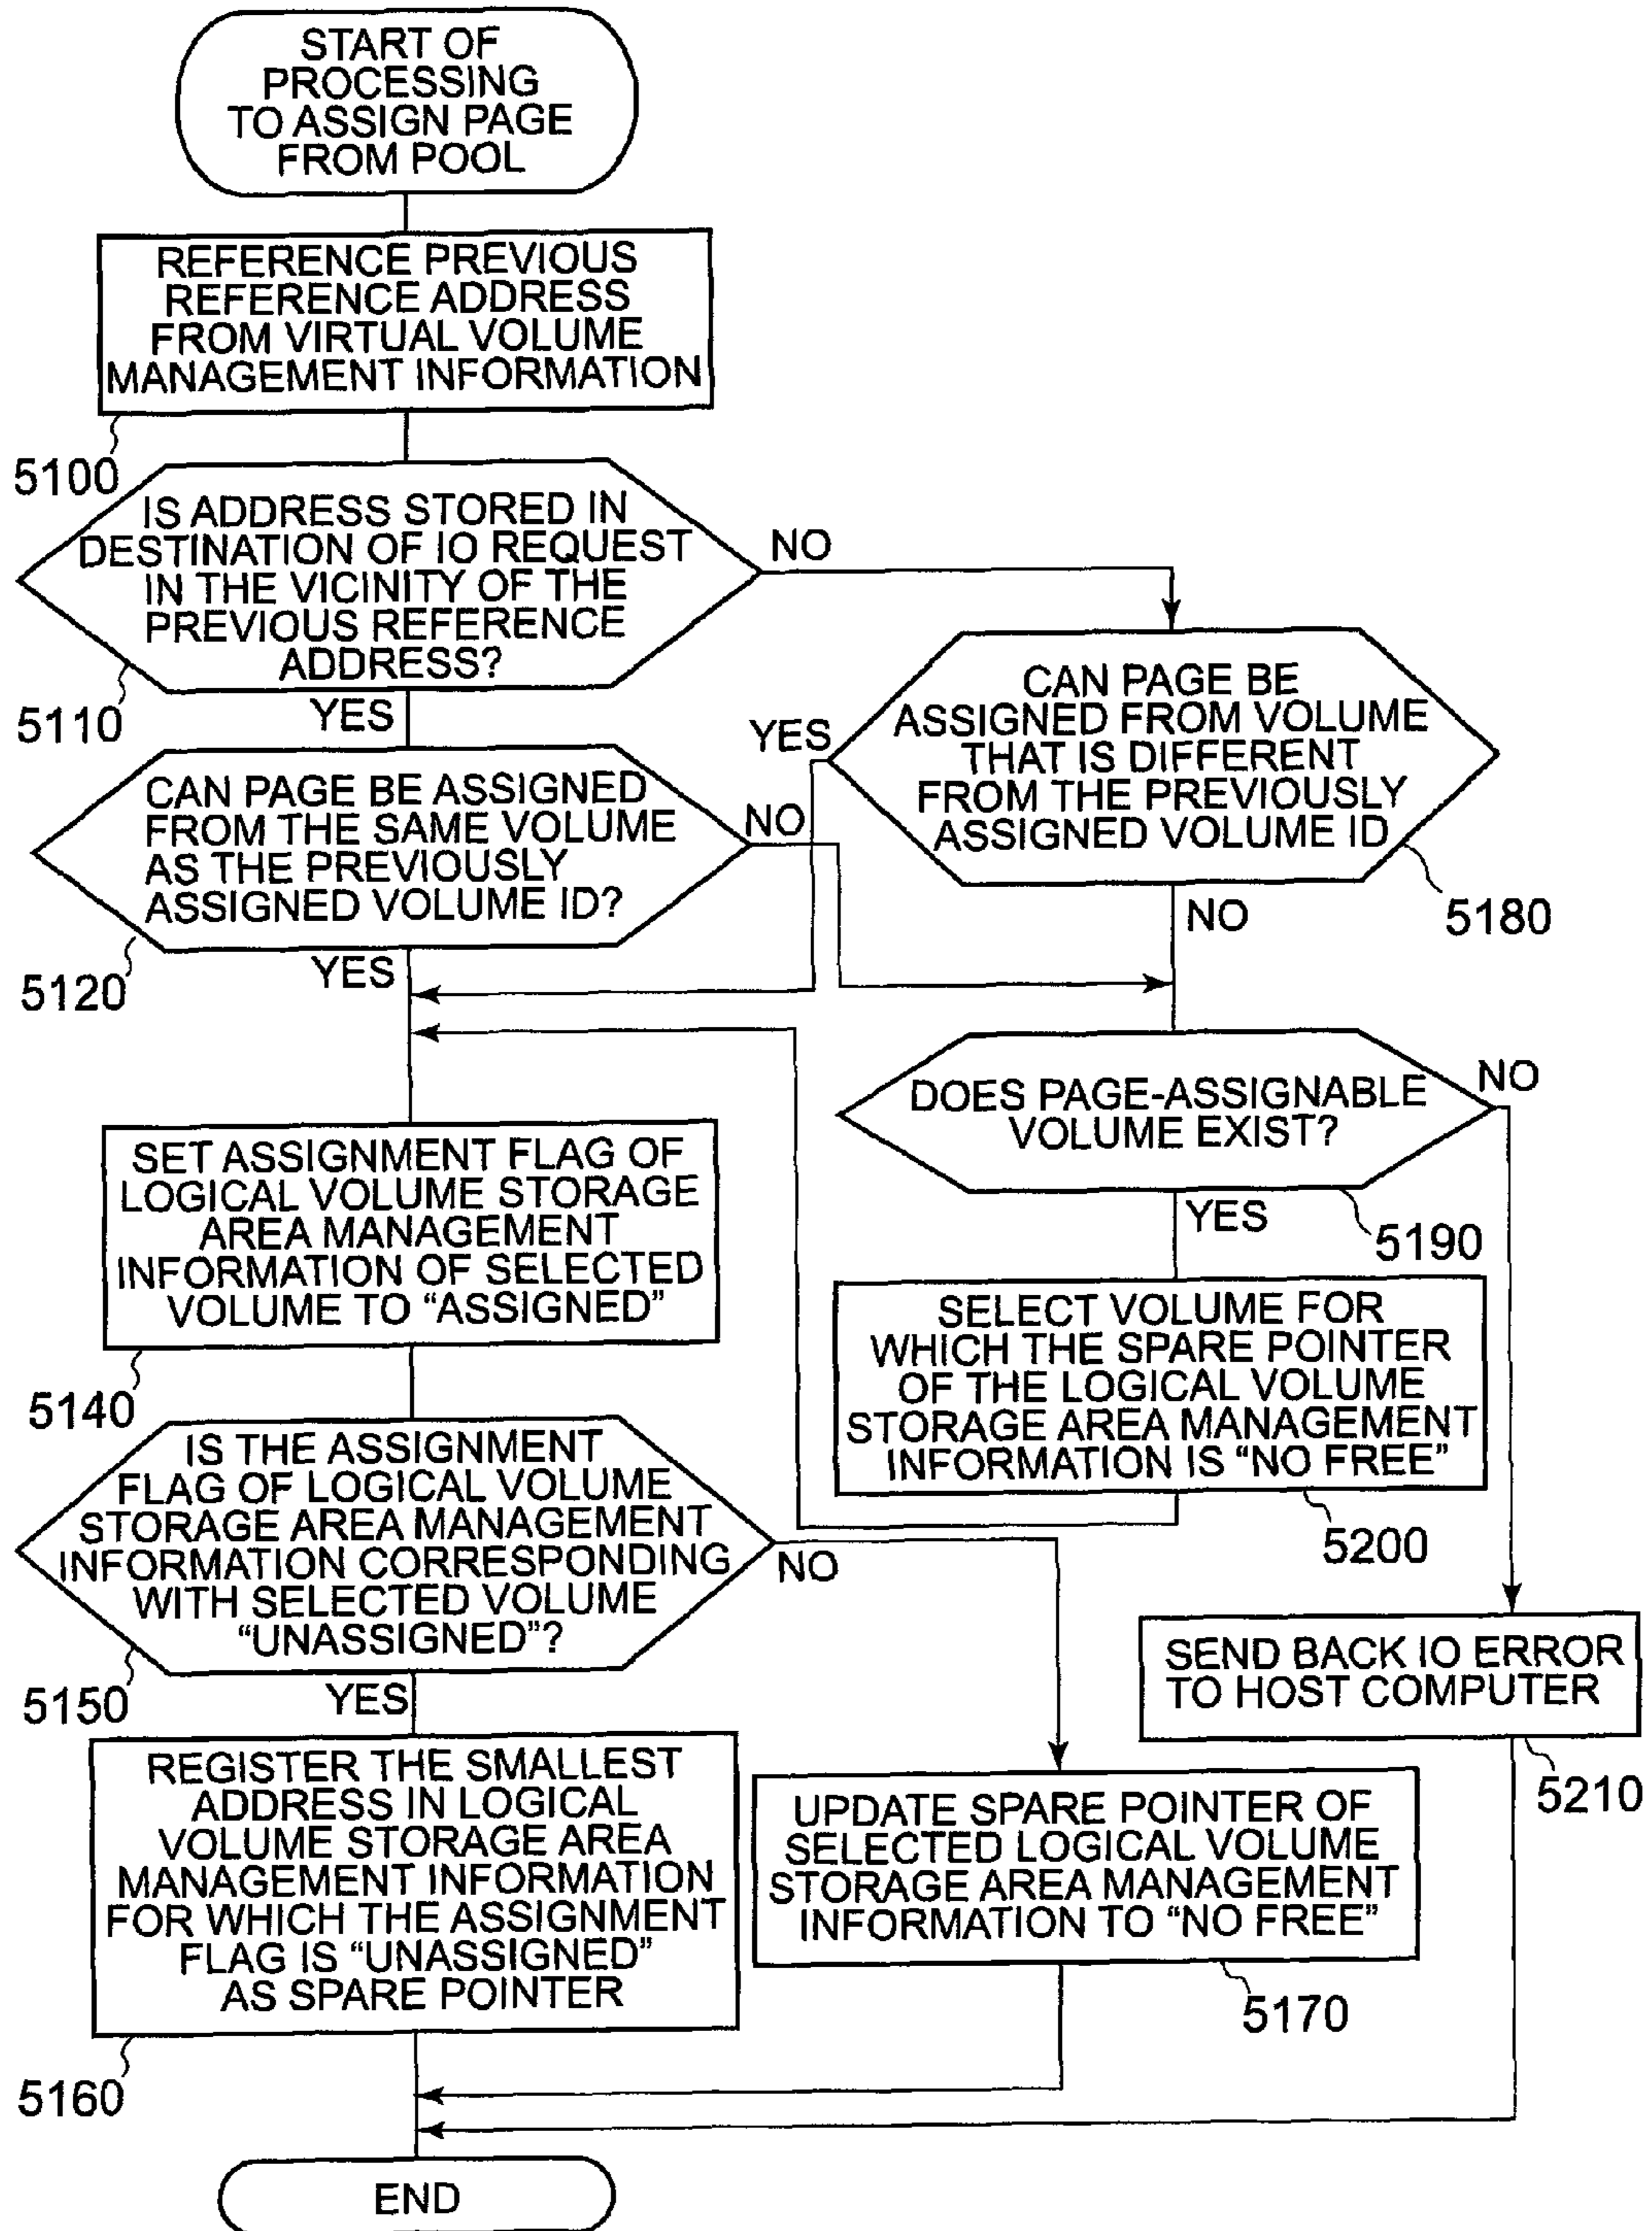 START OF
PROCESSING
TO ASSIGN PAGE
FROM POOL
REFERENCE PREVIOUS
REFERENCE ADDRESS
FROM VIRTUAL VOLUME
MANAGEMENT INFORMATION
5100
IS ADDRESS STORED IN
DESTINATION OF IO REQUEST
IN THE VICINITY OF THE
PREVIOUS REFERENCE
ADDRESS?
NO
5110
YES
CAN PAGE BE ASSIGNED
FROM THE SAME VOLUME
AS THE PREVIOUSLY
ASSIGNED VOLUME ID?
NO
5120
YES
CAN PAGE BE
ASSIGNED FROM VOLUME
THAT IS DIFFERENT
FROM THE PREVIOUSLY
ASSIGNED VOLUME ID
YES
5180
NO
DOES PAGE-ASSIGNABLE
VOLUME EXIST?
NO
5190
YES
SELECT VOLUME FOR
WHICH THE SPARE POINTER
OF THE LOGICAL VOLUME
STORAGE AREA MANAGEMENT
INFORMATION IS “NO FREE”
5200
SET ASSIGNMENT FLAG OF
LOGICAL VOLUME STORAGE
AREA MANAGEMENT
INFORMATION OF SELECTED
VOLUME TO “ASSIGNED”
5140
IS THE ASSIGNMENT
FLAG OF LOGICAL VOLUME
STORAGE AREA MANAGEMENT
INFORMATION CORRESPONDING
WITH SELECTED VOLUME
“UNASSIGNED”?
NO
5150
YES
SEND BACK IO ERROR
TO HOST COMPUTER
5210
REGISTER THE SMALLEST
ADDRESS IN LOGICAL
VOLUME STORAGE AREA
MANAGEMENT INFORMATION
FOR WHICH THE ASSIGNMENT
FLAG IS “UNASSIGNED”
AS SPARE POINTER
5160
UPDATE SPARE POINTER OF
SELECTED LOGICAL VOLUME
STORAGE AREA MANAGEMENT
INFORMATION TO “NO FREE”
5170
END